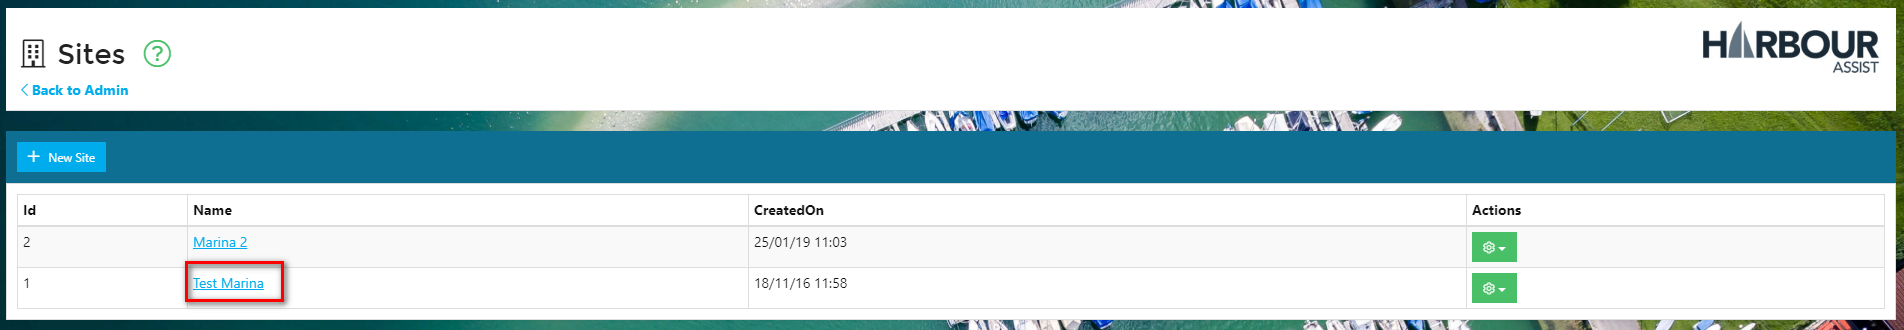 Sites ?
HARBOUR
ASSIST
Back to Admin
+ New Site
Id Name CreatedOn Actions
2 Marina 2 25/01/19 11:03
1 Test Marina 18/11/16 11:58